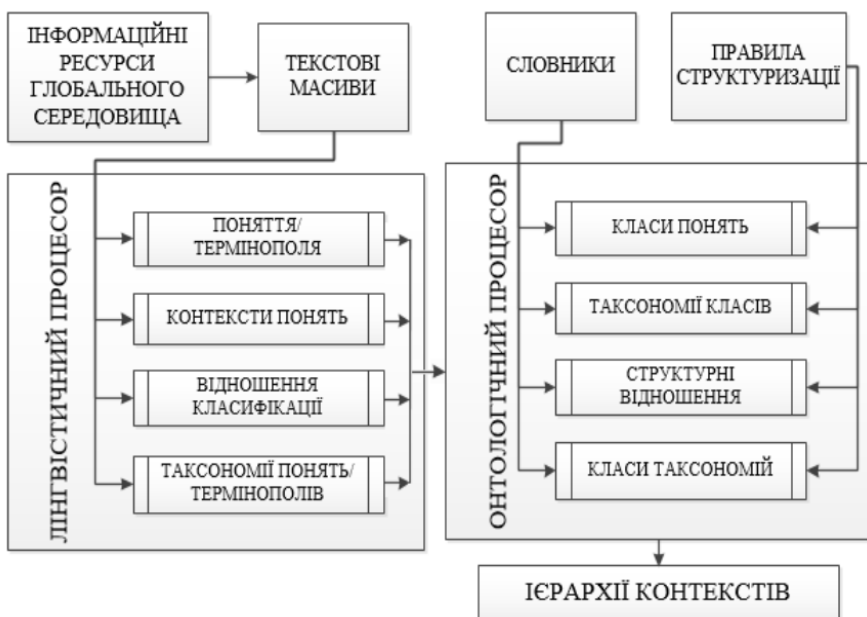 ІНФОРМАЦІЙНІ
РЕСУРСИ
ГЛОБАЛЬНОГО
СЕРЕДОВИЩА
ТЕКСТОВІ
МАСИВИ
СЛОВНИКИ
ПРАВИЛА
СТРУКТУРИЗАЦІЇ
ЛІНГВІСТИЧНИЙ ПРОЦЕСОР
ПОНЯТТЯ/
ТЕРМІНОПОЛЯ
КОНТЕКСТИ ПОНЯТЬ
ВІДНОШЕННЯ
КЛАСИФІКАЦІЇ
ТАКСОНОМІЇ ПОНЯТЬ/
ТЕРМІНОПОЛІВ
ОНТОЛОГІЧНИЙ ПРОЦЕСОР
КЛАСИ ПОНЯТЬ
ТАКСОНОМІЇ КЛАСІВ
СТРУКТУРНІ
ВІДНОШЕННЯ
КЛАСИ ТАКСОНОМІЙ
ІЄРАРХІЇ КОНТЕКСТІВ